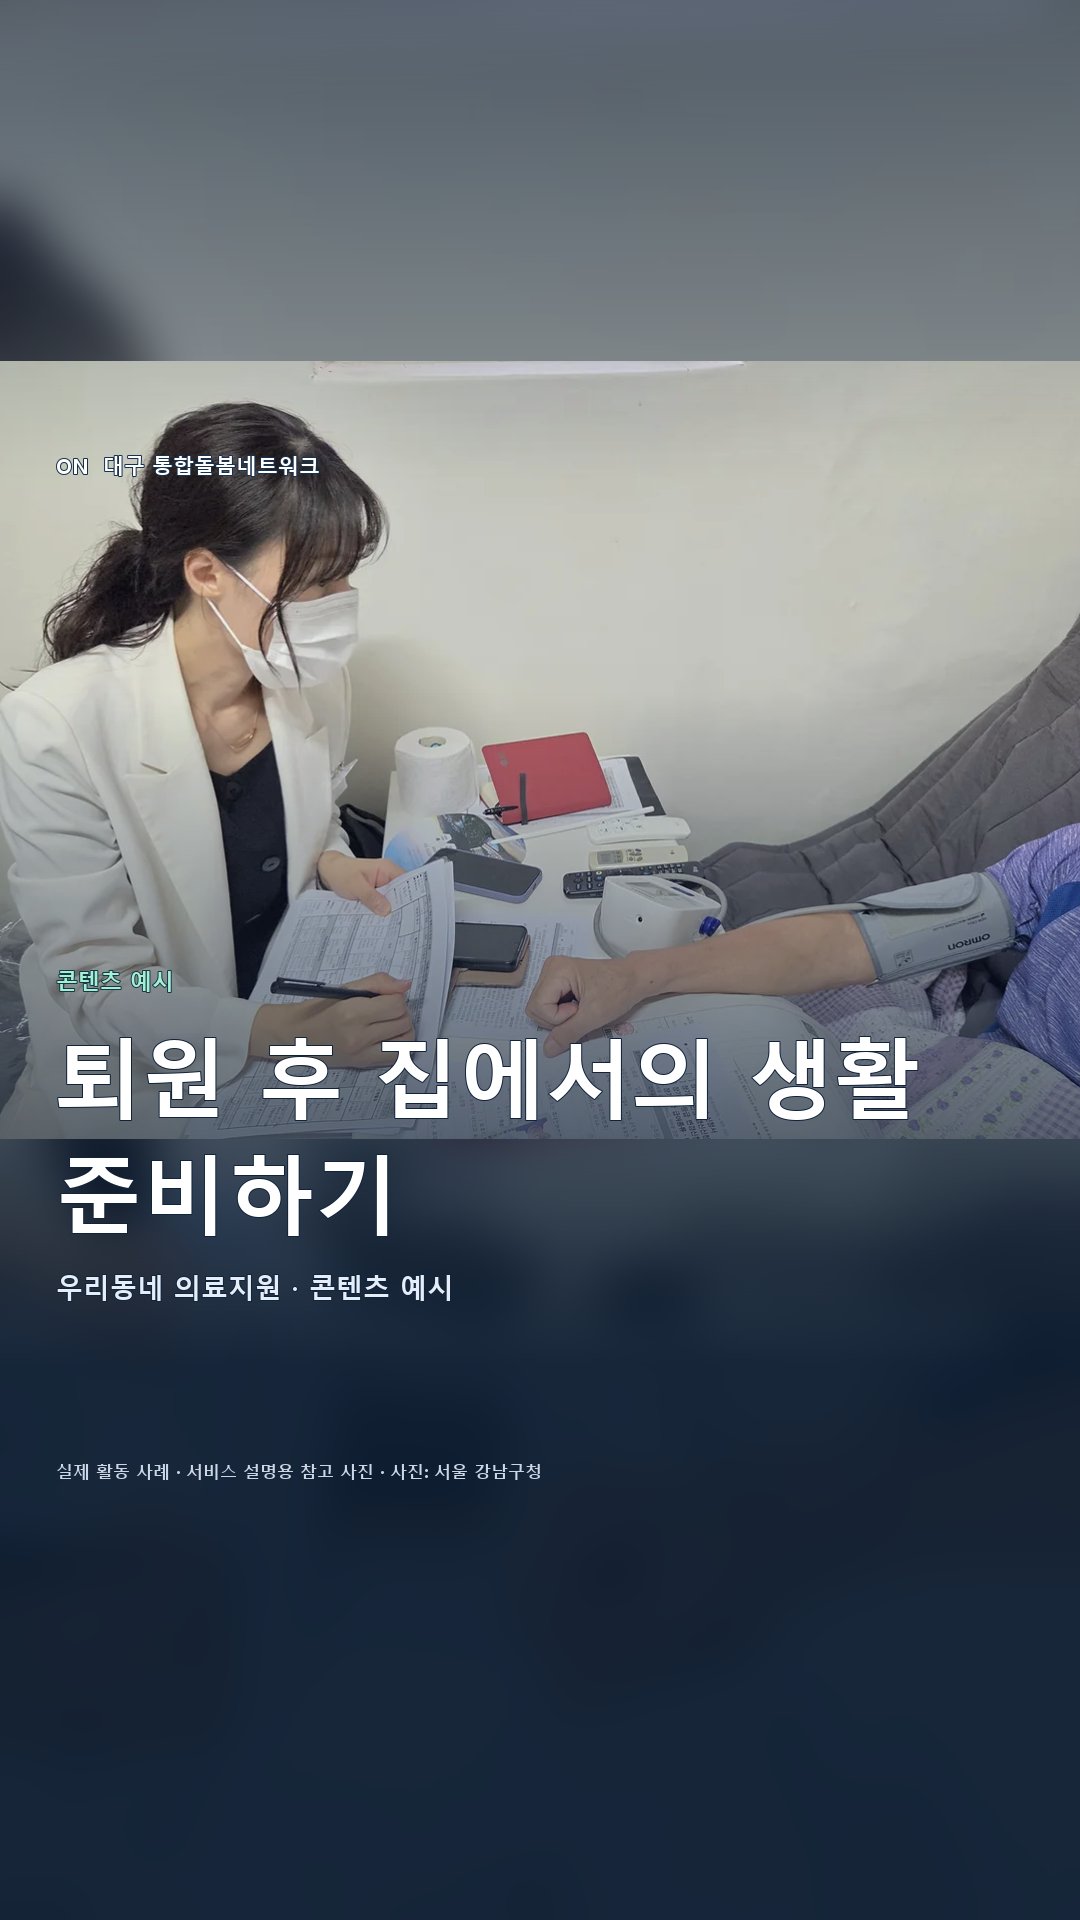 ON 대구 통합돌봄네트워크
OMRON
콘텐츠 예시
퇴원 후 집에서의 생활
준비하기
우리동네 의료지원 · 콘텐츠 예시
실제 활동 사례 · 서비스 설명용 참고 사진 · 사진: 서울 강남구청